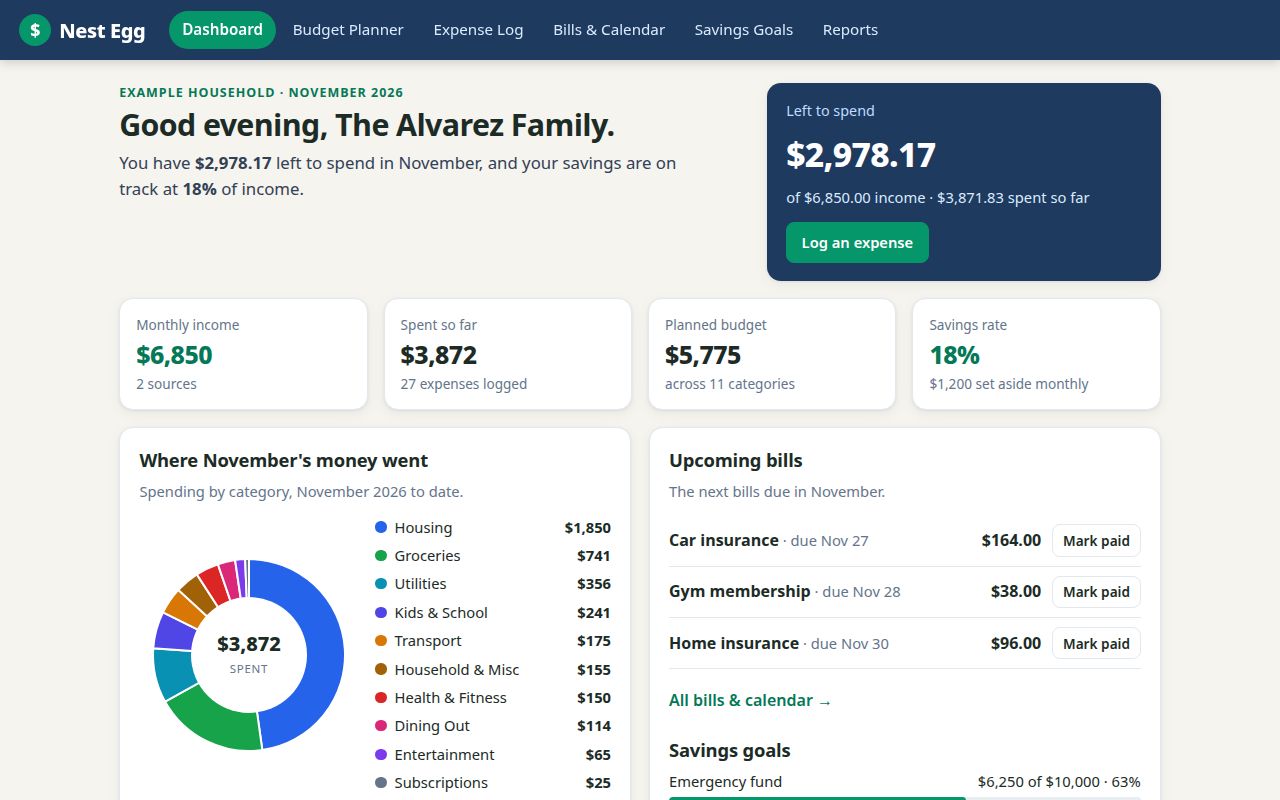 $ Nest Egg Dashboard Budget Planner Expense Log Bills & Calendar Savings Goals Reports
EXAMPLE HOUSEHOLD · NOVEMBER 2026
Good evening, The Alvarez Family.
You have $2,978.17 left to spend in November, and your savings are on
track at 18% of income.
Left to spend
$2,978.17
of $6,850.00 income · $3,871.83 spent so far
Log an expense
Monthly income
$6,850
2 sources
Spent so far
$3,872
27 expenses logged
Planned budget
$5,775
across 11 categories
Savings rate
18%
$1,200 set aside monthly
Where November's money went
Spending by category, November 2026 to date.
$3,872
SPENT
Housing $1,850
Groceries $741
Utilities $356
Kids & School $241
Transport $175
Household & Misc $155
Health & Fitness $150
Dining Out $114
Entertainment $65
Subscriptions $25
Upcoming bills
The next bills due in November.
Car insurance · due Nov 27 $164.00 Mark paid
Gym membership · due Nov 28 $38.00 Mark paid
Home insurance · due Nov 30 $96.00 Mark paid
All bills & calendar →
Savings goals
Emergency fund $6,250 of $10,000 · 63%